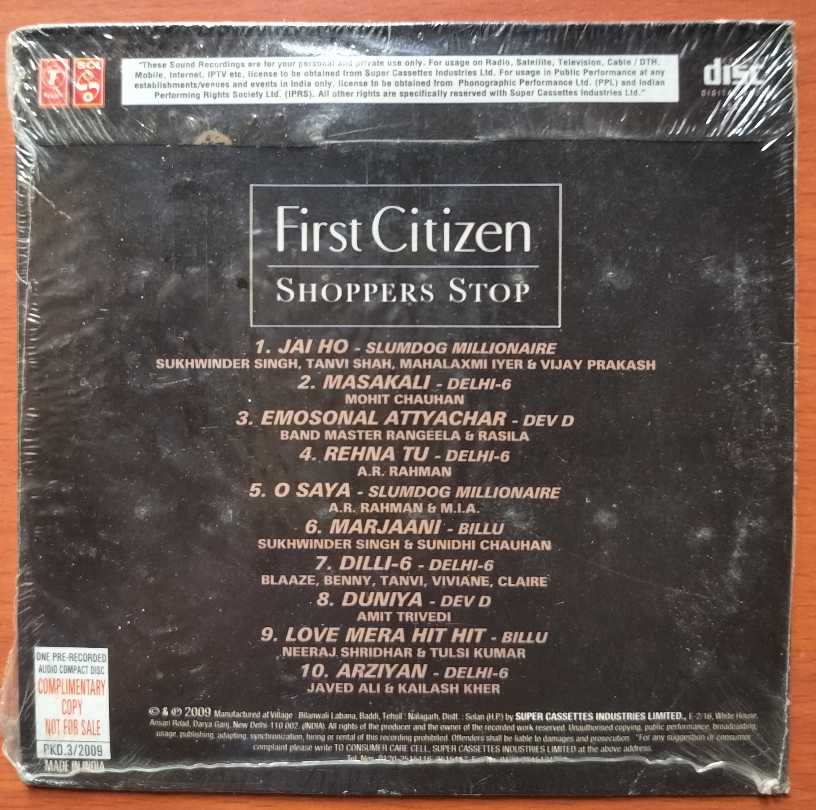 "These Sound Recordings are for your personal and private use only. For usage on Radio, Satellite, Television, Cable / DTH,
Mobile, Internet, IPTV etc, license to be obtained from Super Cassettes Industries Ltd. For usage in Public Performance at any
establishments/venues and events in India only, license to be obtained from Phonographic Performance Ltd. (PPL) and Indian
Performing Rights Society Ltd. (IPRS). All other rights are specifically reserved with Super Cassettes Industries Ltd."
disc
First Citizen
SHOPPERS STOP
1. JAI HO - SLUMDOG MILLIONAIRE
SUKHWINDER SINGH, TANVI SHAH, MAHALAXMI IYER & VIJAY PRAKASH
2. MASAKALI - DELHI-6
MOHIT CHAUHAN
3. EMOSONAL ATTYACHAR - DEV D
BAND MASTER RANGEELA & RASILA
4. REHNA TU - DELHI-6
A.R. RAHMAN
5. O SAYA - SLUMDOG MILLIONAIRE
A.R. RAHMAN & M.I.A.
6. MARJAANI - BILLU
SUKHWINDER SINGH & SUNIDHI CHAUHAN
7. DILLI-6 - DELHI-6
BLAAZE, BENNY, TANVI, VIVIANE, CLAIRE
8. DUNIYA - DEV D
AMIT TRIVEDI
9. LOVE MERA HIT HIT - BILLU
NEERAJ SHRIDHAR & TULSI KUMAR
10. ARZIYAN - DELHI-6
JAVED ALI & KAILASH KHER
ONE PRE-RECORDED
AUDIO COMPACT DISC
COMPLIMENTARY
COPY
NOT FOR SALE
PKD.3/2009
MADE IN INDIA
© & ℗ 2009 Manufactured at Village : Bilanwali Labana, Baddi, Tehsil : Nalagarh, Distt. : Solan (H.P.) by SUPER CASSETTES INDUSTRIES LIMITED., E-2/16, White House,
Ansari Road, Darya Ganj, New Delhi-110 002. (INDIA). All rights of the producer and the owner of the recorded work reserved. Unauthorised copying, public performance, broadcasting,
usage, publishing, adapting, synchronization, hiring or rental of this recording prohibited. Offenders shall be liable to damages and prosecution. "For any suggestion or consumer
complaint please write TO CONSUMER CARE CELL, SUPER CASSETTES INDUSTRIES LIMITED at the above address.